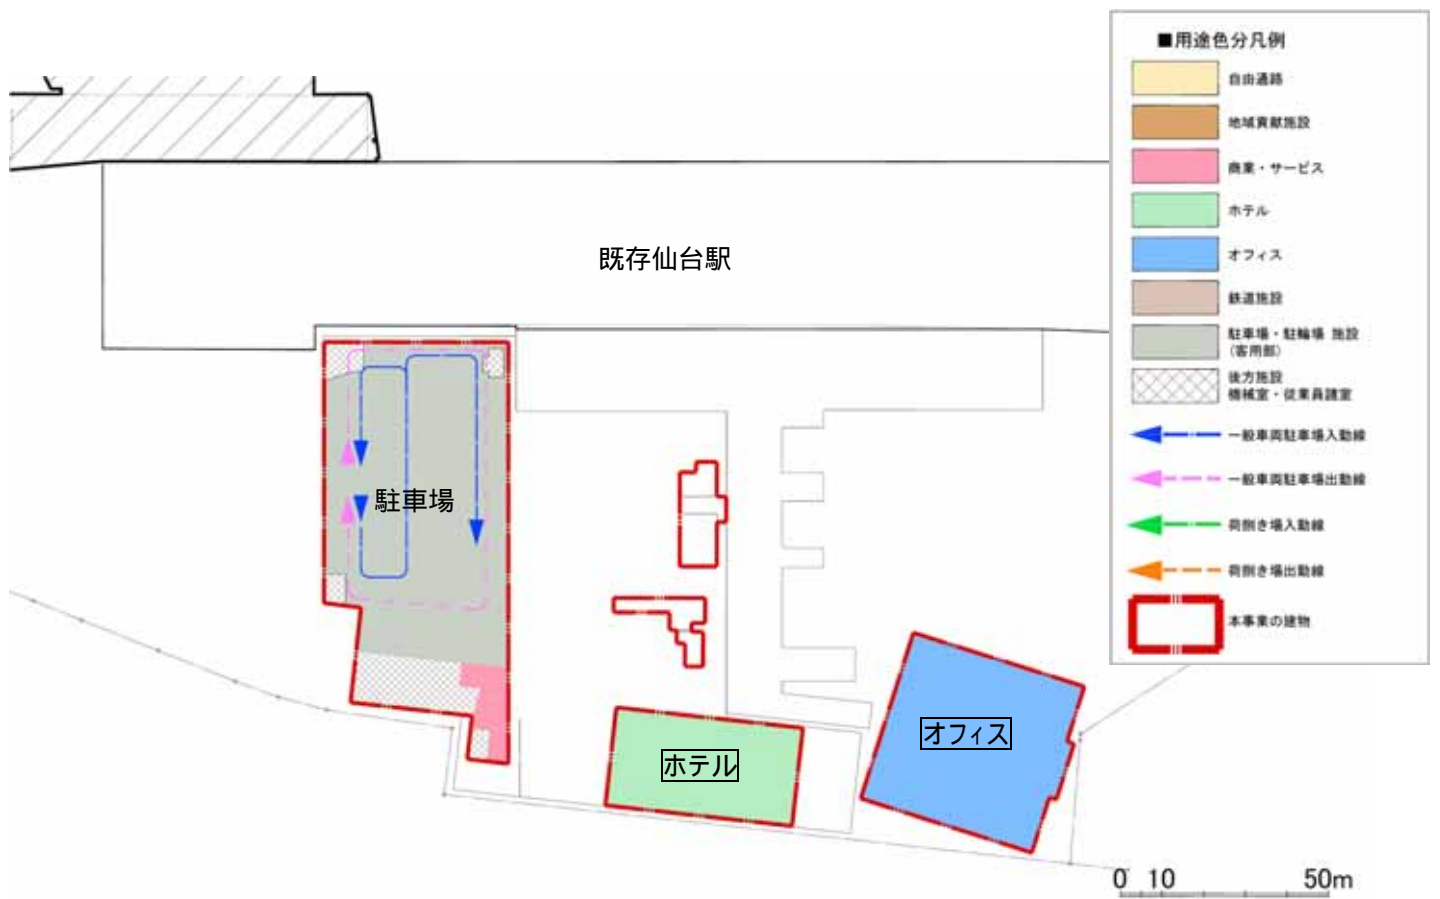 ■用途色分凡例
自由通路
地域貢献施設
商業・サービス
ホテル
オフィス
鉄道施設
駐車場・駐輪場 施設
(客用部)
後方施設
機械室・従業員諸室
一般車両駐車場入動線
一般車両駐車場出動線
荷捌き場入動線
荷捌き場出動線
本事業の建物
既存仙台駅
駐車場
ホテル
オフィス
0 10 50m